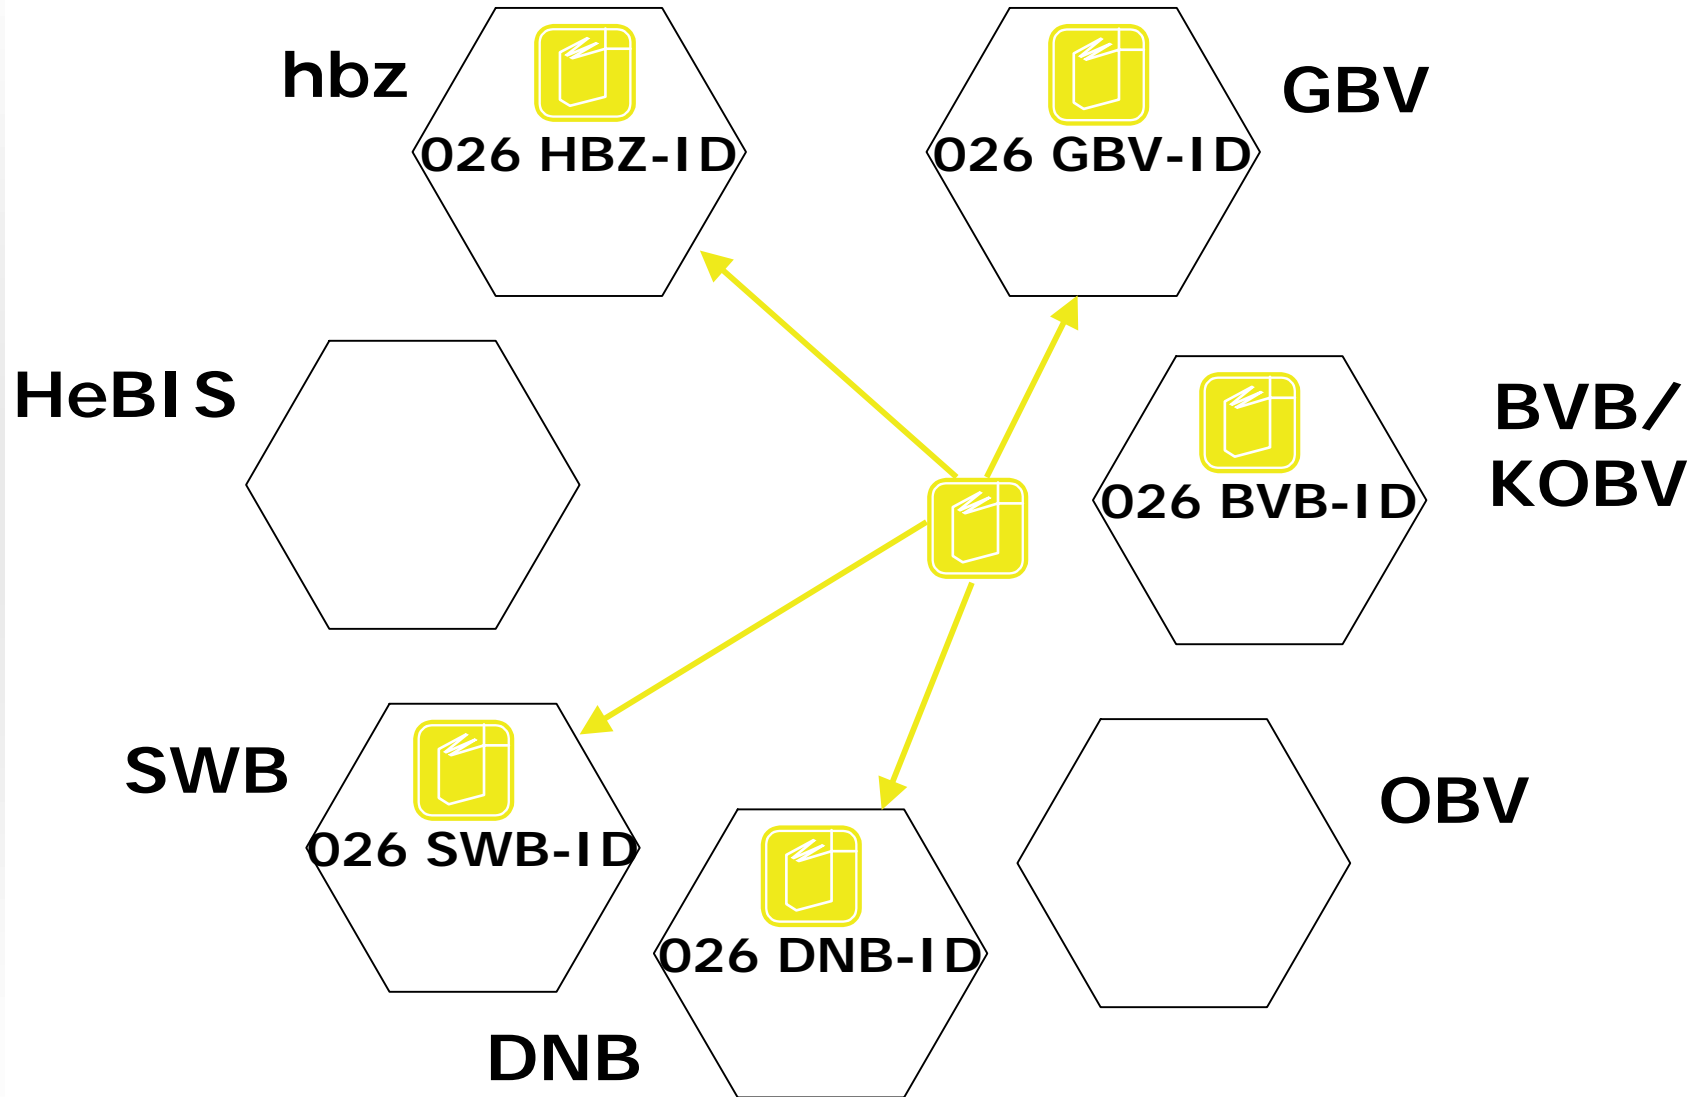 hbz
026 HBZ-ID
GBV
026 GBV-ID
HeBIS
BVB/
KOBV
026 BVB-ID
SWB
026 SWB-ID
OBV
026 DNB-ID
DNB